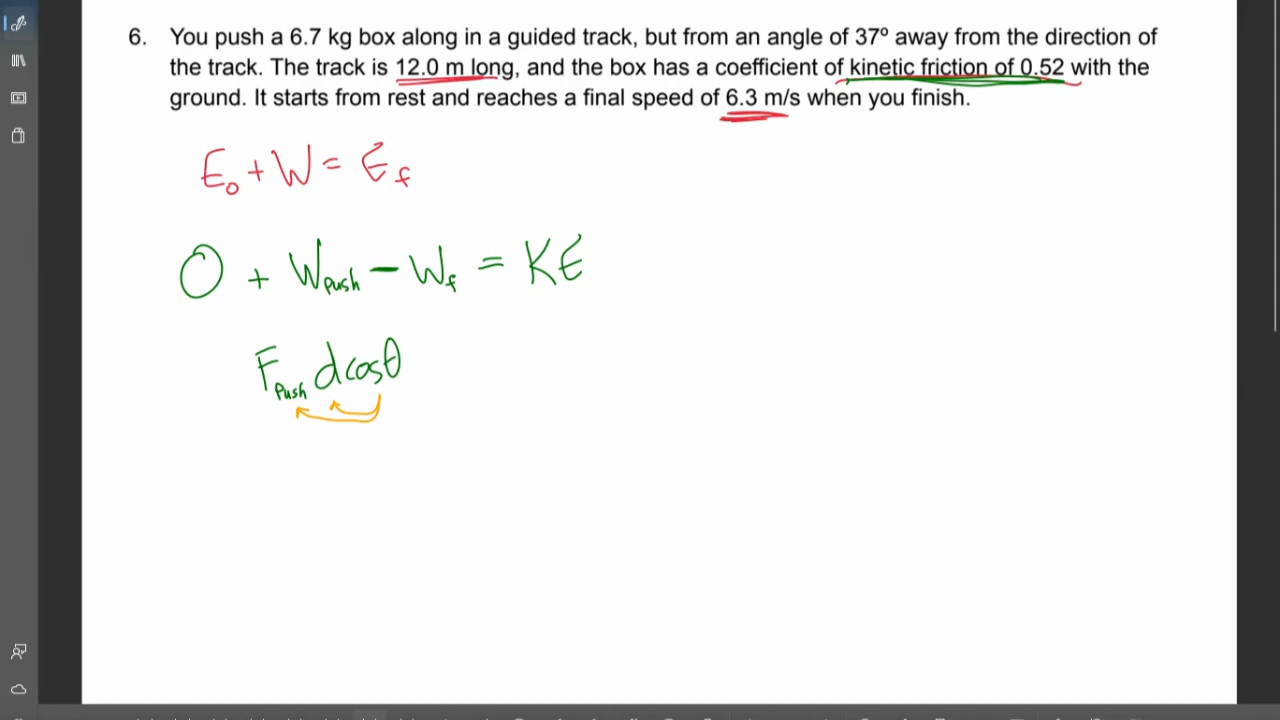 6. You push a 6.7 kg box along in a guided track, but from an angle of 37º away from the direction of
the track. The track is 12.0 m long, and the box has a coefficient of kinetic friction of 0.52 with the
ground. It starts from rest and reaches a final speed of 6.3 m/s when you finish.
E₀ + W = E_f
O + W_push - W_f = KE
F_push d cosθ